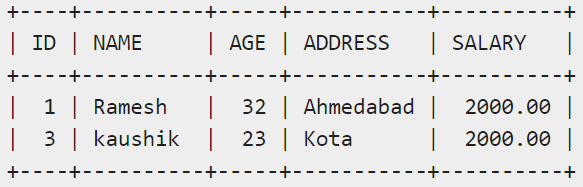 +----+----------+-----+-----------+----------+
| ID | NAME     | AGE | ADDRESS   | SALARY   |
+----+----------+-----+-----------+----------+
|  1 | Ramesh   |  32 | Ahmedabad |  2000.00 |
|  3 | kaushik  |  23 | Kota      |  2000.00 |
+----+----------+-----+-----------+----------+